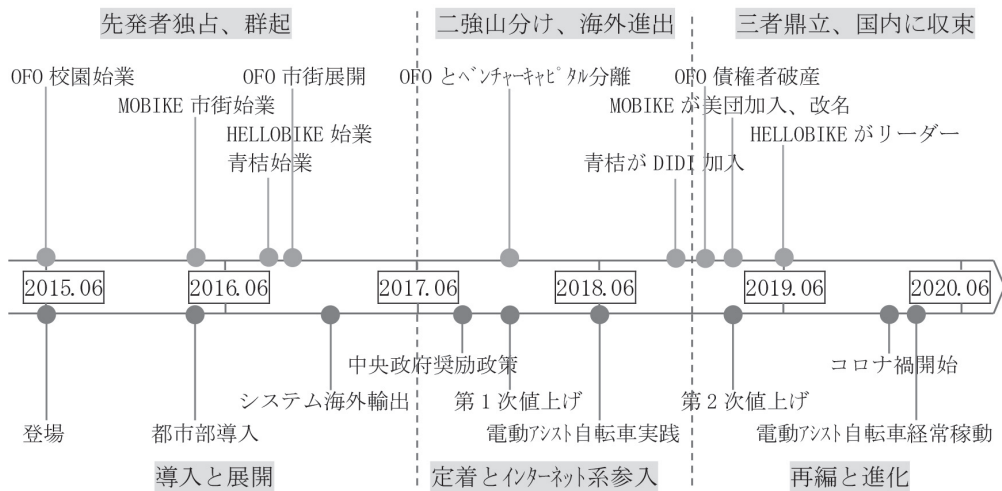 先発者独占、群起
二強山分け、海外進出
三者鼎立、国内に収束
OFO 校園始業
OFO 市街展開
OFO とベンチャーキャピタル分離
OFO 債権者破産
MOBIKE 市街始業
MOBIKE が美団加入、改名
HELLOBIKE 始業
HELLOBIKE がリーダー
青桔始業
青桔が DIDI 加入
2015.06
2016.06
2017.06
2018.06
2019.06
2020.06
中央政府奨励政策
コロナ禍開始
システム海外輸出
第1次値上げ
第2次値上げ
登場
都市部導入
電動アシスト自転車実践
電動アシスト自転車経常稼動
導入と展開
定着とインターネット系参入
再編と進化